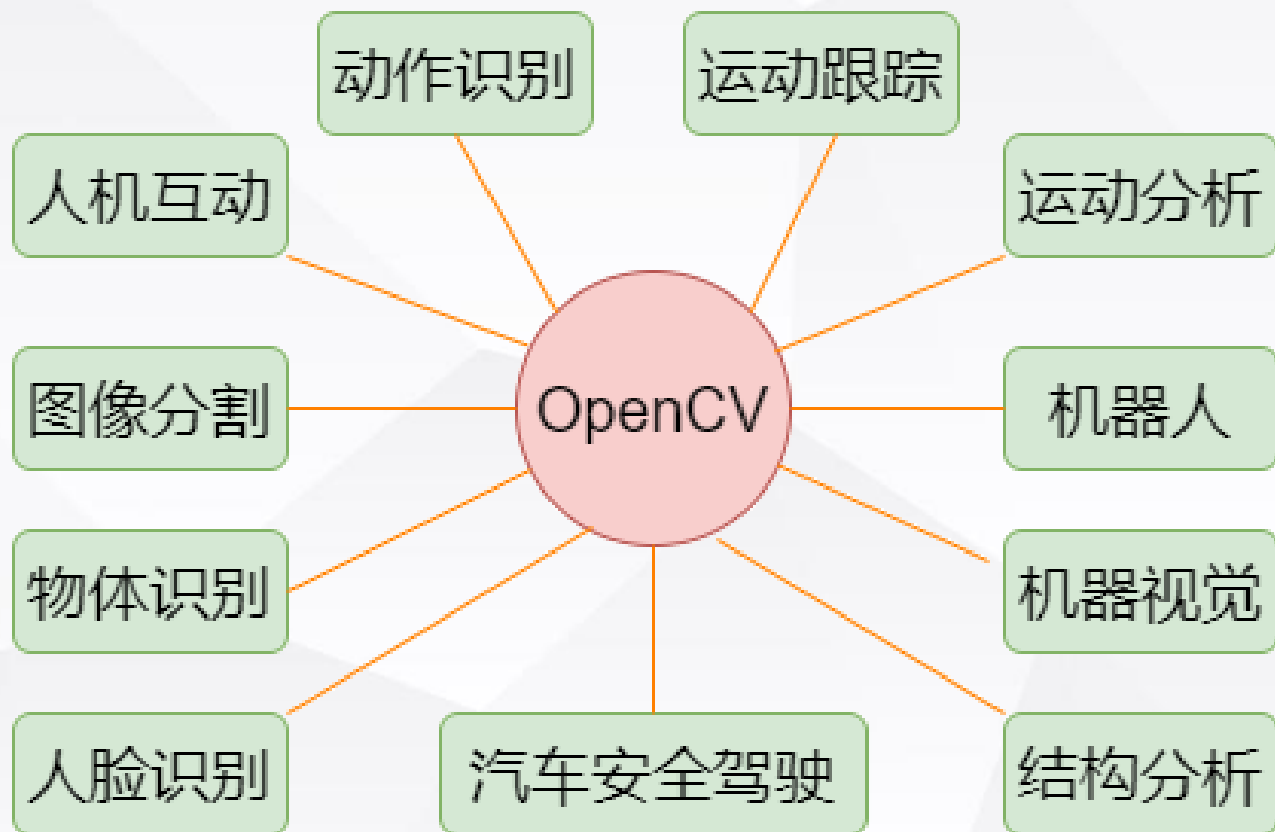 动作识别
运动跟踪
人机互动
运动分析
图像分割
OpenCV
机器人
物体识别
机器视觉
人脸识别
汽车安全驾驶
结构分析